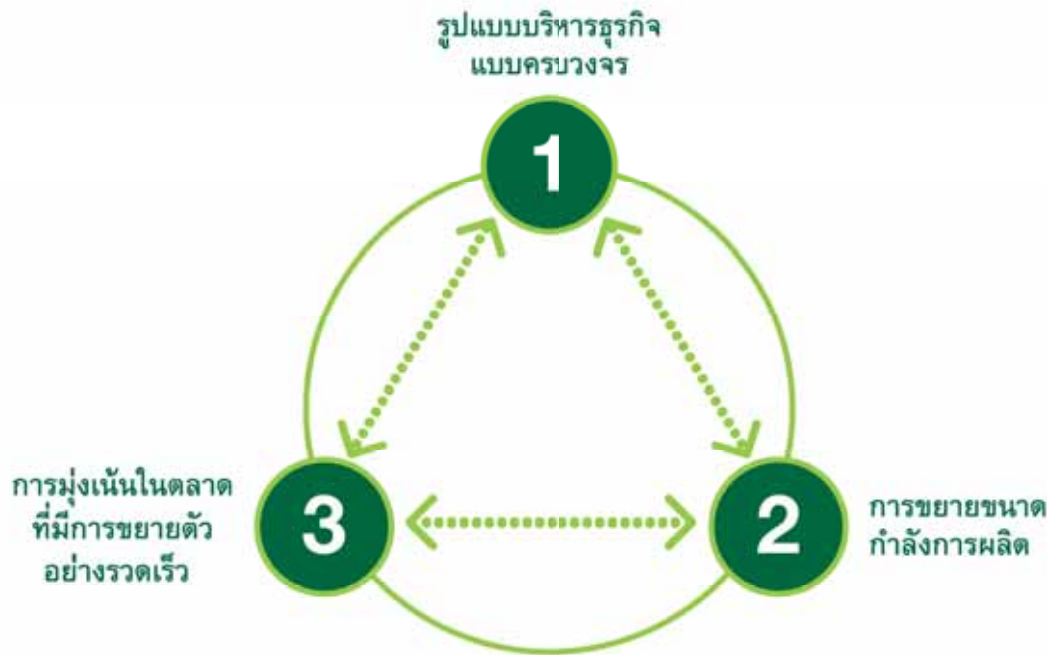 รูปแบบบริหารธุรกิจ
แบบครบวงจร
1
การมุ่งเน้นในตลาด
ที่มีการขยายตัว
อย่างรวดเร็ว
3
2
การขยายขนาด
กำลังการผลิต